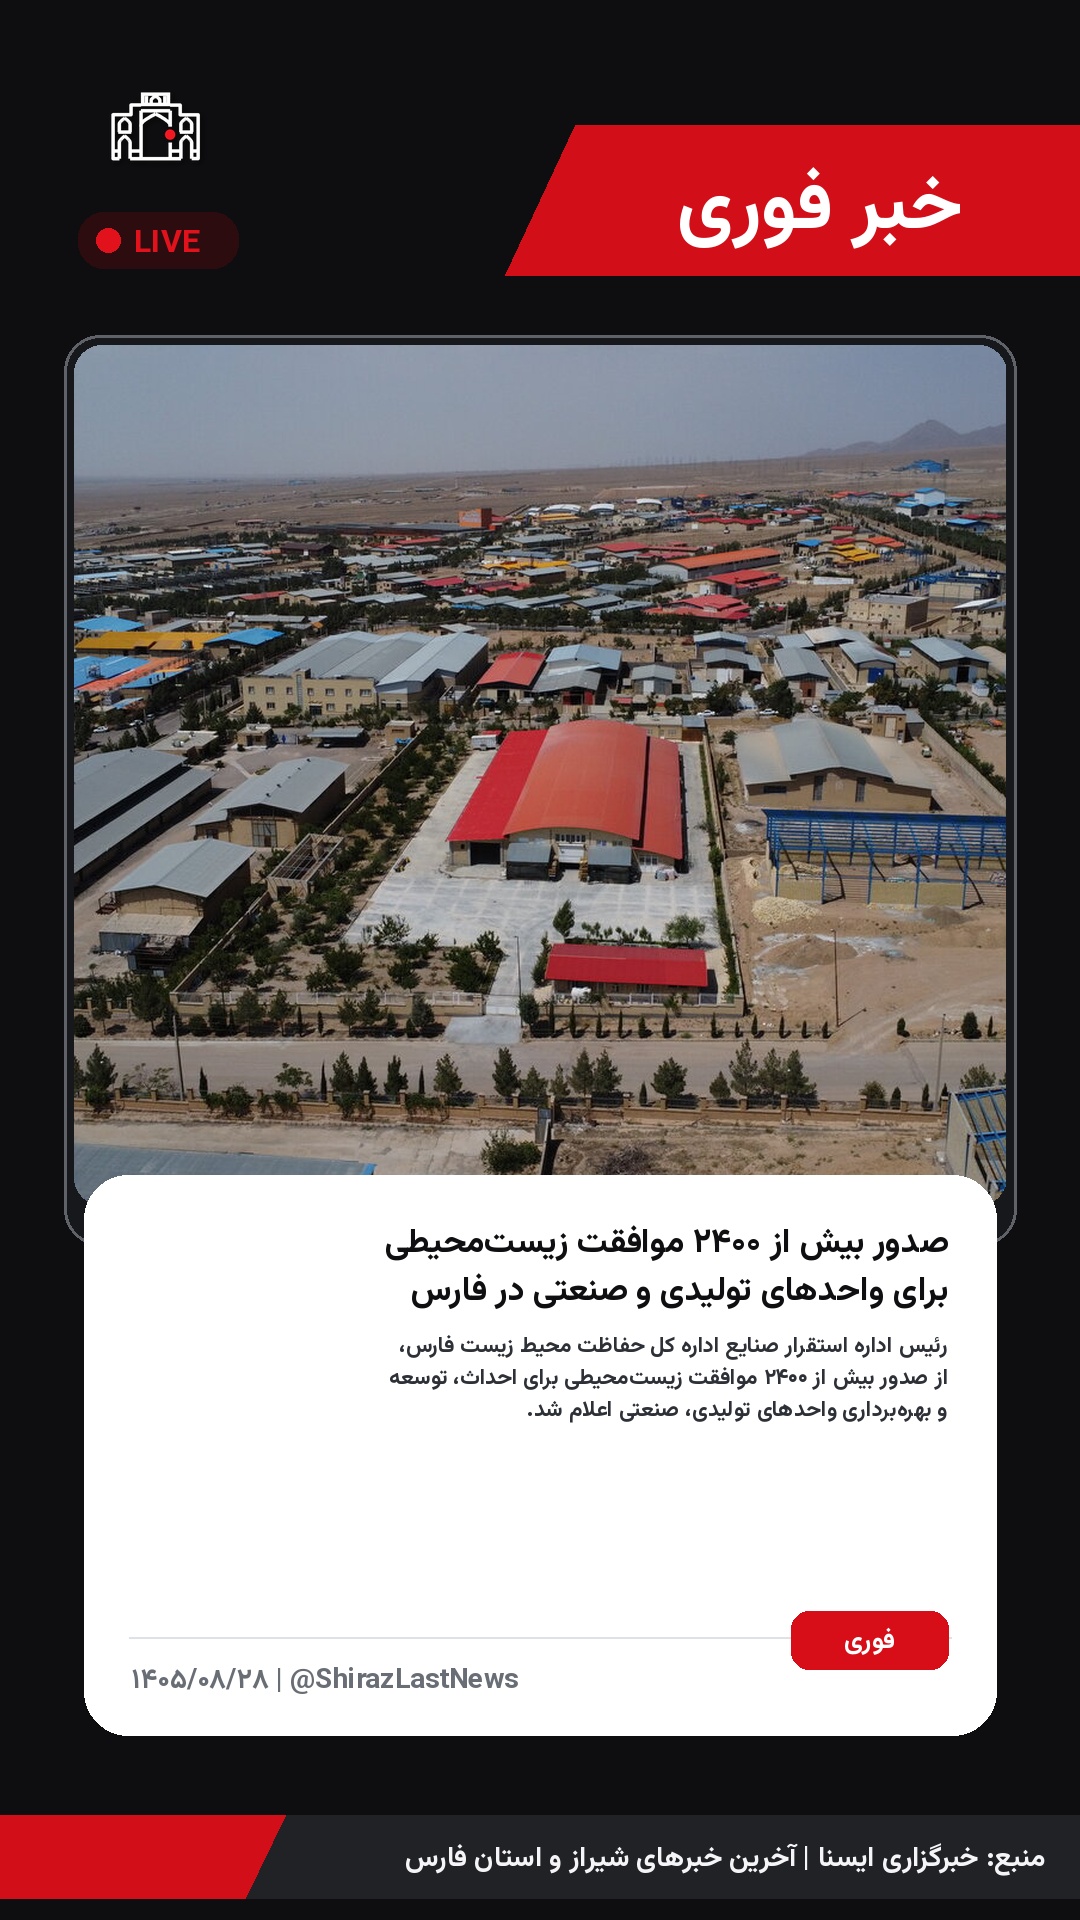 خبر فوری
LIVE
صدور بیش از ۲۴۰۰ موافقت زیست‌محیطی
برای واحدهای تولیدی و صنعتی در فارس
رئیس اداره استقرار صنایع اداره کل حفاظت محیط زیست فارس،
از صدور بیش از ۲۴۰۰ موافقت زیست‌محیطی برای احداث، توسعه
و بهره‌برداری واحدهای تولیدی، صنعتی اعلام شد.
فوری
۱۴۰۵/۰۸/۲۸ | @ShirazLastNews
منبع: خبرگزاری ایسنا | آخرین خبرهای شیراز و استان فارس